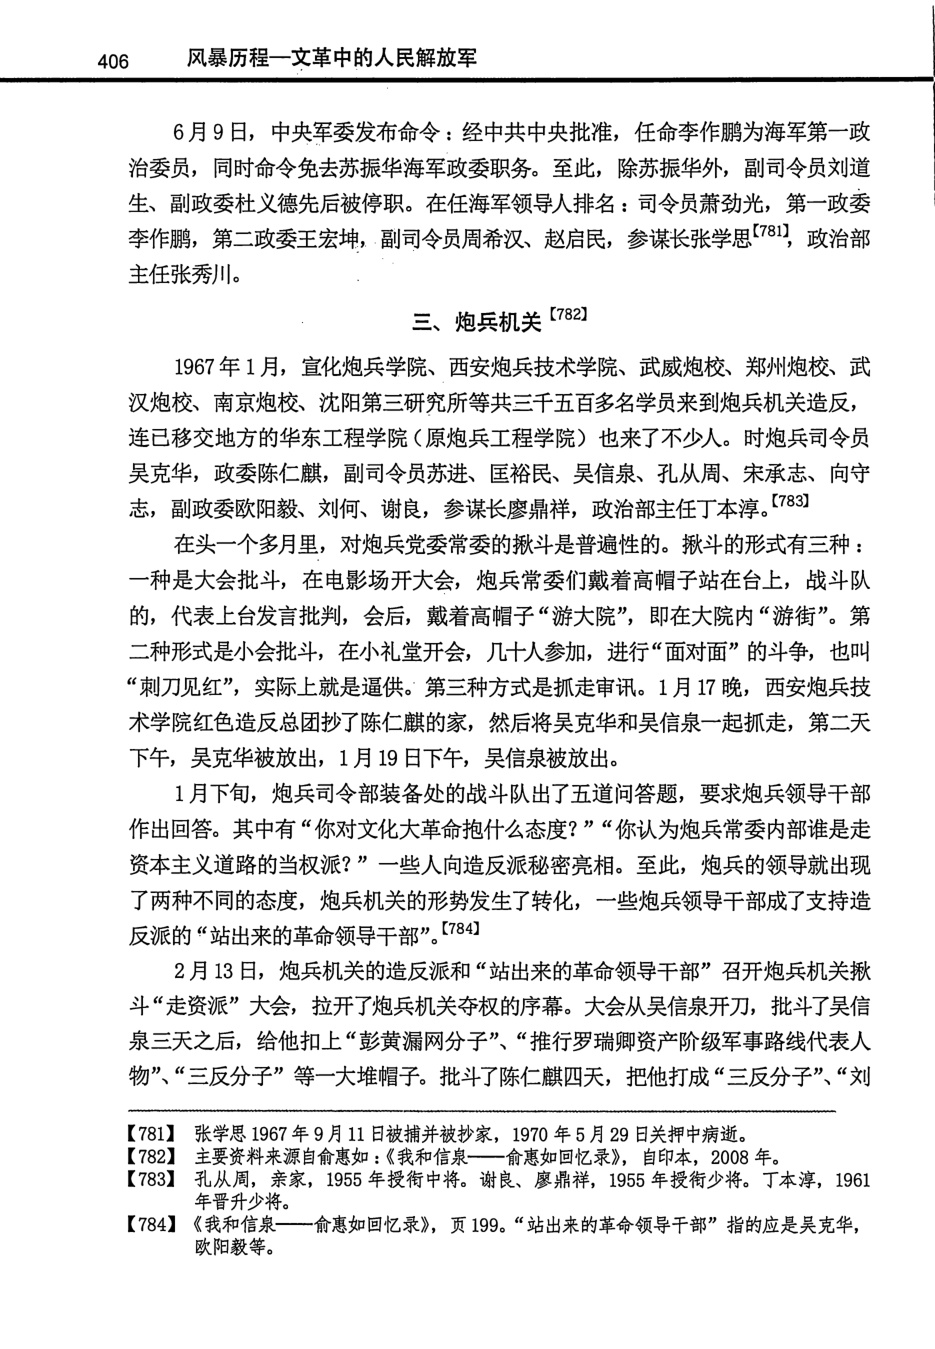 406 风暴历程—文革中的人民解放军
6月9日，中央军委发布命令：经中共中央批准，任命李作鹏为海军第一政
治委员，同时命令免去苏振华海军政委职务。至此，除苏振华外，副司令员刘道
生、副政委杜义德先后被停职。在任海军领导人排名：司令员萧劲光，第一政委
李作鹏，第二政委王宏坤，副司令员周希汉、赵启民，参谋长张学思【781】，政治部
主任张秀川。
三、炮兵机关【782】
1967年1月，宣化炮兵学院、西安炮兵技术学院、武威炮校、郑州炮校、武
汉炮校、南京炮校、沈阳第三研究所等共三千五百多名学员来到炮兵机关造反，
连已移交地方的华东工程学院（原炮兵工程学院）也来了不少人。时炮兵司令员
吴克华，政委陈仁麒，副司令员苏进、匡裕民、吴信泉、孔从周、宋承志、向守
志，副政委欧阳毅、刘何、谢良，参谋长廖鼎祥，政治部主任丁本淳。【783】
在头一个多月里，对炮兵党委常委的揪斗是普遍性的。揪斗的形式有三种：
一种是大会批斗，在电影场开大会，炮兵常委们戴着高帽子站在台上，战斗队
的，代表上台发言批判，会后，戴着高帽子“游大院”，即在大院内“游街”。第
二种形式是小会批斗，在小礼堂开会，几十人参加，进行“面对面”的斗争，也叫
“刺刀见红”，实际上就是逼供。第三种方式是抓走审讯。1月17晚，西安炮兵技
术学院红色造反总团抄了陈仁麒的家，然后将吴克华和吴信泉一起抓走，第二天
下午，吴克华被放出，1月19日下午，吴信泉被放出。
1月下旬，炮兵司令部装备处的战斗队出了五道问答题，要求炮兵领导干部
作出回答。其中有“你对文化大革命抱什么态度？”“你认为炮兵常委内部谁是走
资本主义道路的当权派？”一些人向造反派秘密亮相。至此，炮兵的领导就出现
了两种不同的态度，炮兵机关的形势发生了转化，一些炮兵领导干部成了支持造
反派的“站出来的革命领导干部”。【784】
2月13日，炮兵机关的造反派和“站出来的革命领导干部”召开炮兵机关揪
斗“走资派”大会，拉开了炮兵机关夺权的序幕。大会从吴信泉开刀，批斗了吴信
泉三天之后，给他扣上“彭黄漏网分子”、“推行罗瑞卿资产阶级军事路线代表人
物”、“三反分子”等一大堆帽子。批斗了陈仁麒四天，把他打成“三反分子”、“刘
【781】 张学思1967年9月11日被捕并被抄家，1970年5月29日关押中病逝。
【782】 主要资料来源自俞惠如：《我和信泉——俞惠如回忆录》，自印本，2008年。
【783】 孔从周，亲家，1955年授衔中将。谢良、廖鼎祥，1955年授衔少将。丁本淳，1961
年晋升少将。
【784】《我和信泉——俞惠如回忆录》，页199。“站出来的革命领导干部”指的应是吴克华，
欧阳毅等。